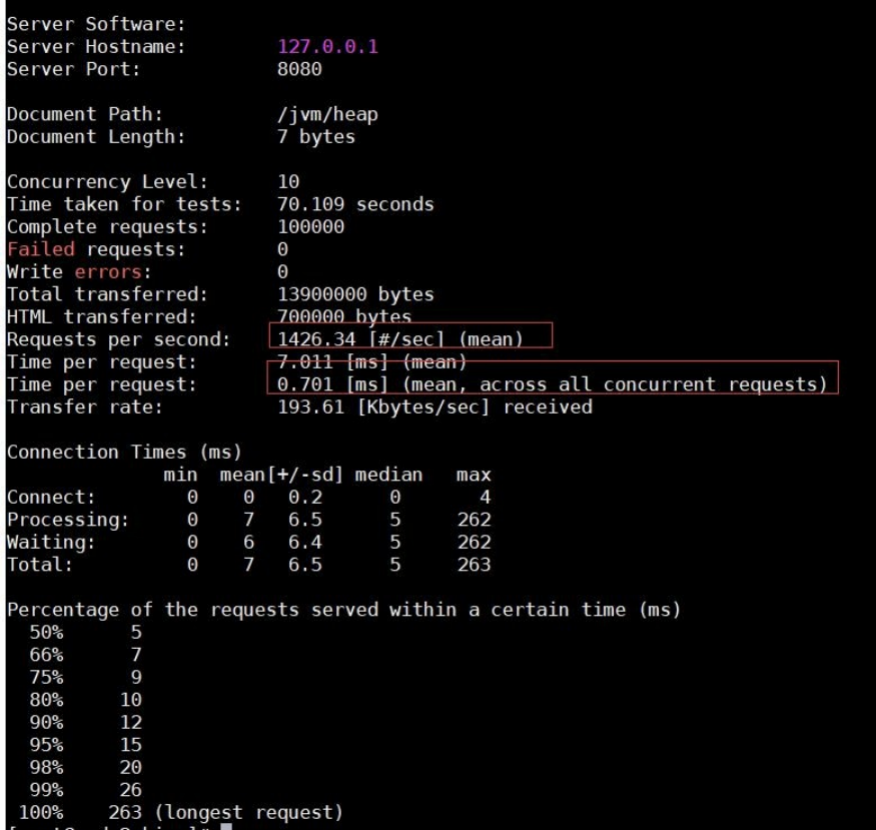 Server Software:
Server Hostname: 127.0.0.1
Server Port: 8080
Document Path: /jvm/heap
Document Length: 7 bytes
Concurrency Level: 10
Time taken for tests: 70.109 seconds
Complete requests: 100000
Failed requests: 0
Write errors: 0
Total transferred: 13900000 bytes
HTML transferred: 700000 bytes
Requests per second: 1426.34 [#/sec] (mean)
Time per request: 7.011 [ms] (mean)
Time per request: 0.701 [ms] (mean, across all concurrent requests)
Transfer rate: 193.61 [Kbytes/sec] received
Connection Times (ms)
min mean[+/-sd] median max
Connect: 0 0 0.2 0 4
Processing: 0 7 6.5 5 262
Waiting: 0 6 6.4 5 262
Total: 0 7 6.5 5 263
Percentage of the requests served within a certain time (ms)
50% 5
66% 7
75% 9
80% 10
90% 12
95% 15
98% 20
99% 26
100% 263 (longest request)